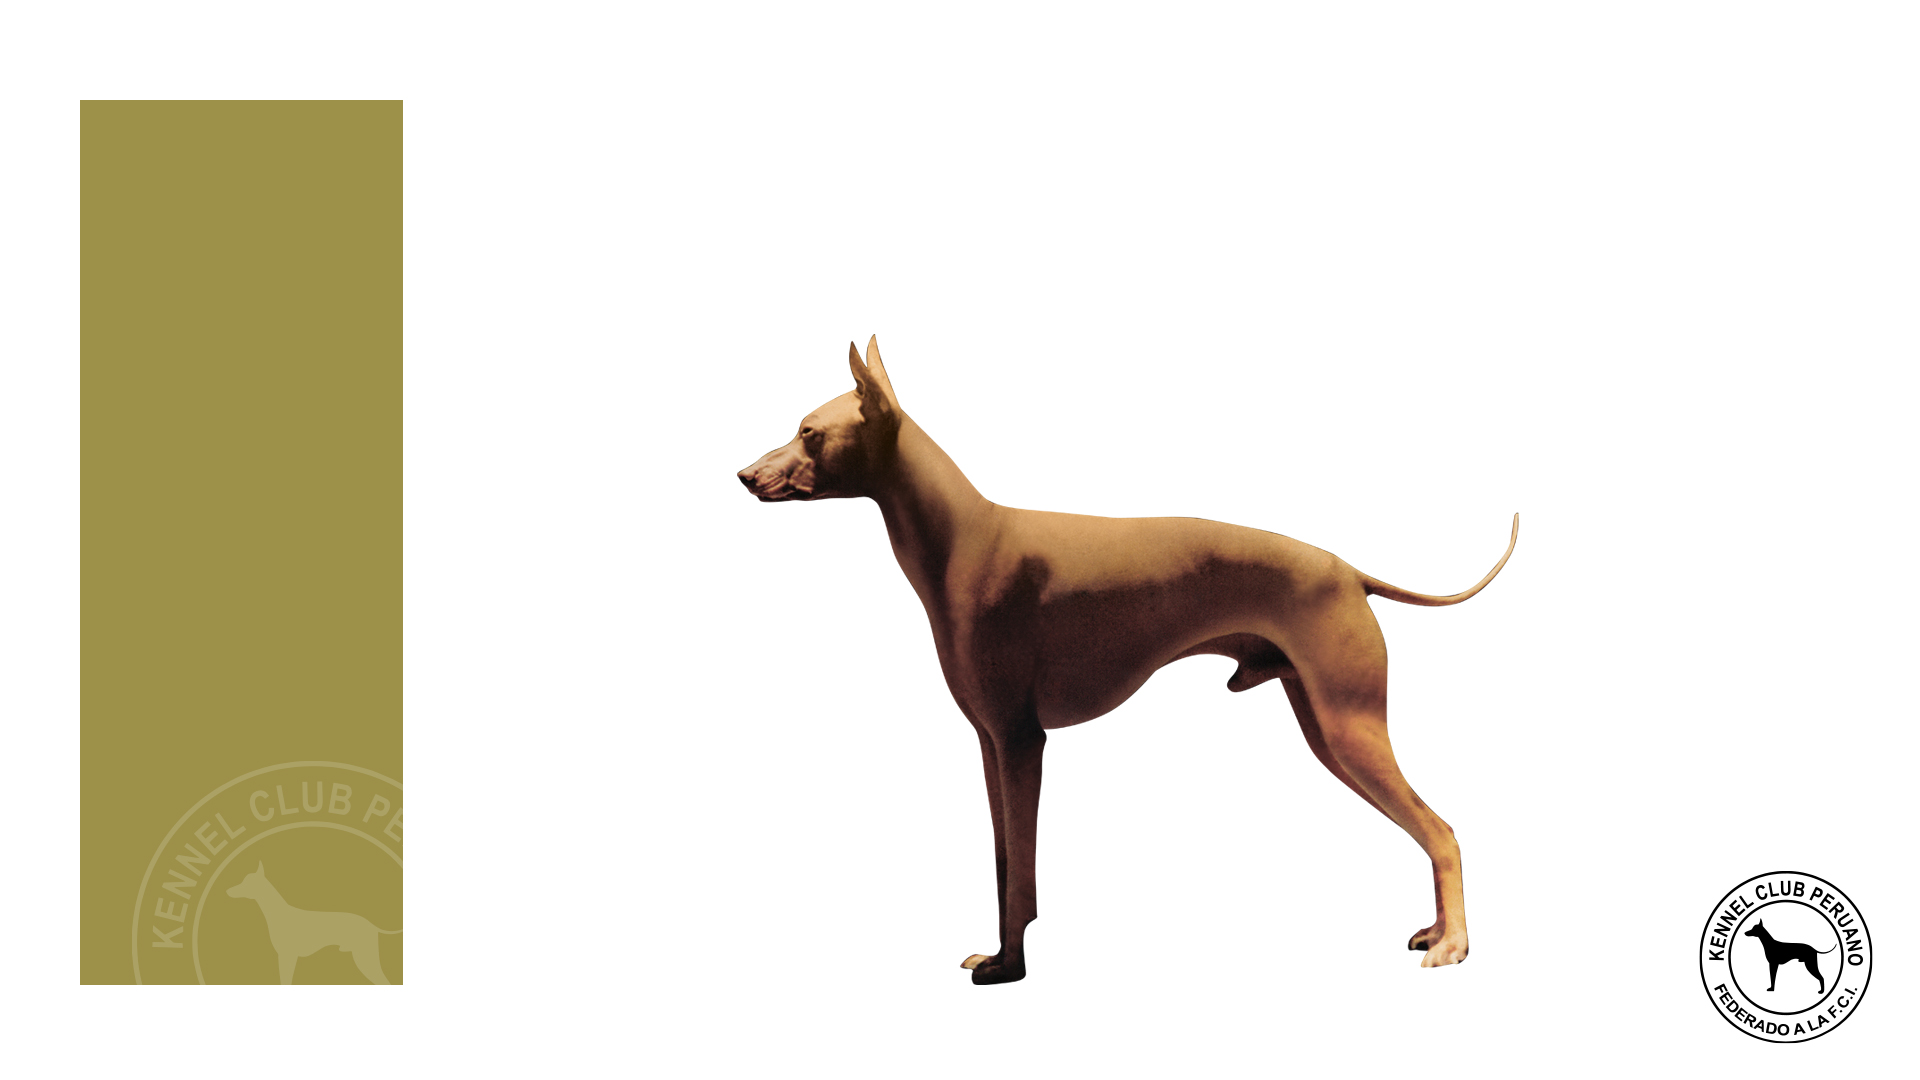 KENNEL CLUB PE
KENNEL CLUB PERUANO
FEDERADO A LA F.C.I.